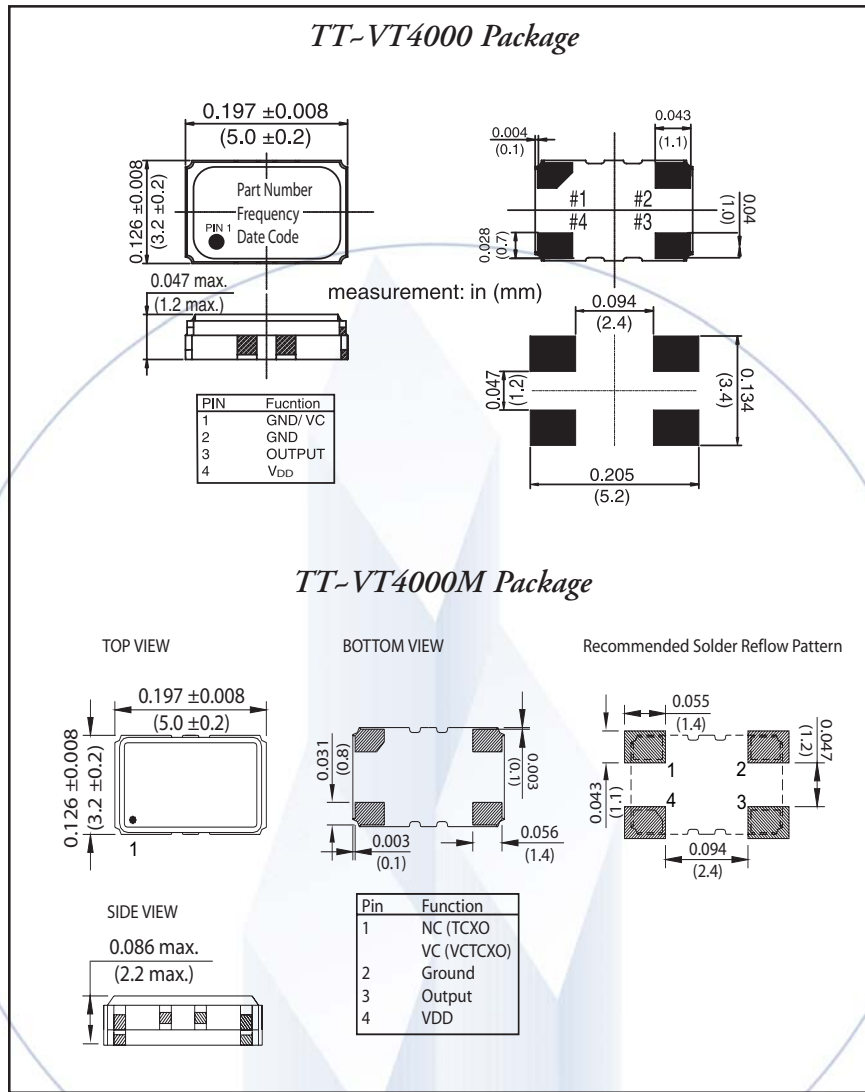 TT~VT4000 Package
0.197 ±0.008
(5.0 ±0.2)
0.126 ±0.008
(3.2 ±0.2)
Part Number
Frequency
PIN 1
Date Code
0.004
(0.1)
0.043
(1.1)
#1 #2
#4 #3
0.028
(0.7)
0.04
(1.0)
0.047 max.
(1.2 max.)
measurement: in (mm)
0.094
(2.4)
0.047
(1.2)
0.134
(3.4)
0.205
(5.2)
PIN Fucntion
1 GND/ VC
2 GND
3 OUTPUT
4 VDD
TT~VT4000M Package
TOP VIEW
0.197 ±0.008
(5.0 ±0.2)
0.126 ±0.008
(3.2 ±0.2)
1
BOTTOM VIEW
0.031
(0.8)
0.003
(0.1)
0.003
(0.1)
0.056
(1.4)
Recommended Solder Reflow Pattern
0.055
(1.4)
0.047
(1.2)
1 2
4 3
0.043
(1.1)
0.094
(2.4)
SIDE VIEW
0.086 max.
(2.2 max.)
Pin Function
1 NC (TCXO
VC (VCTCXO)
2 Ground
3 Output
4 VDD